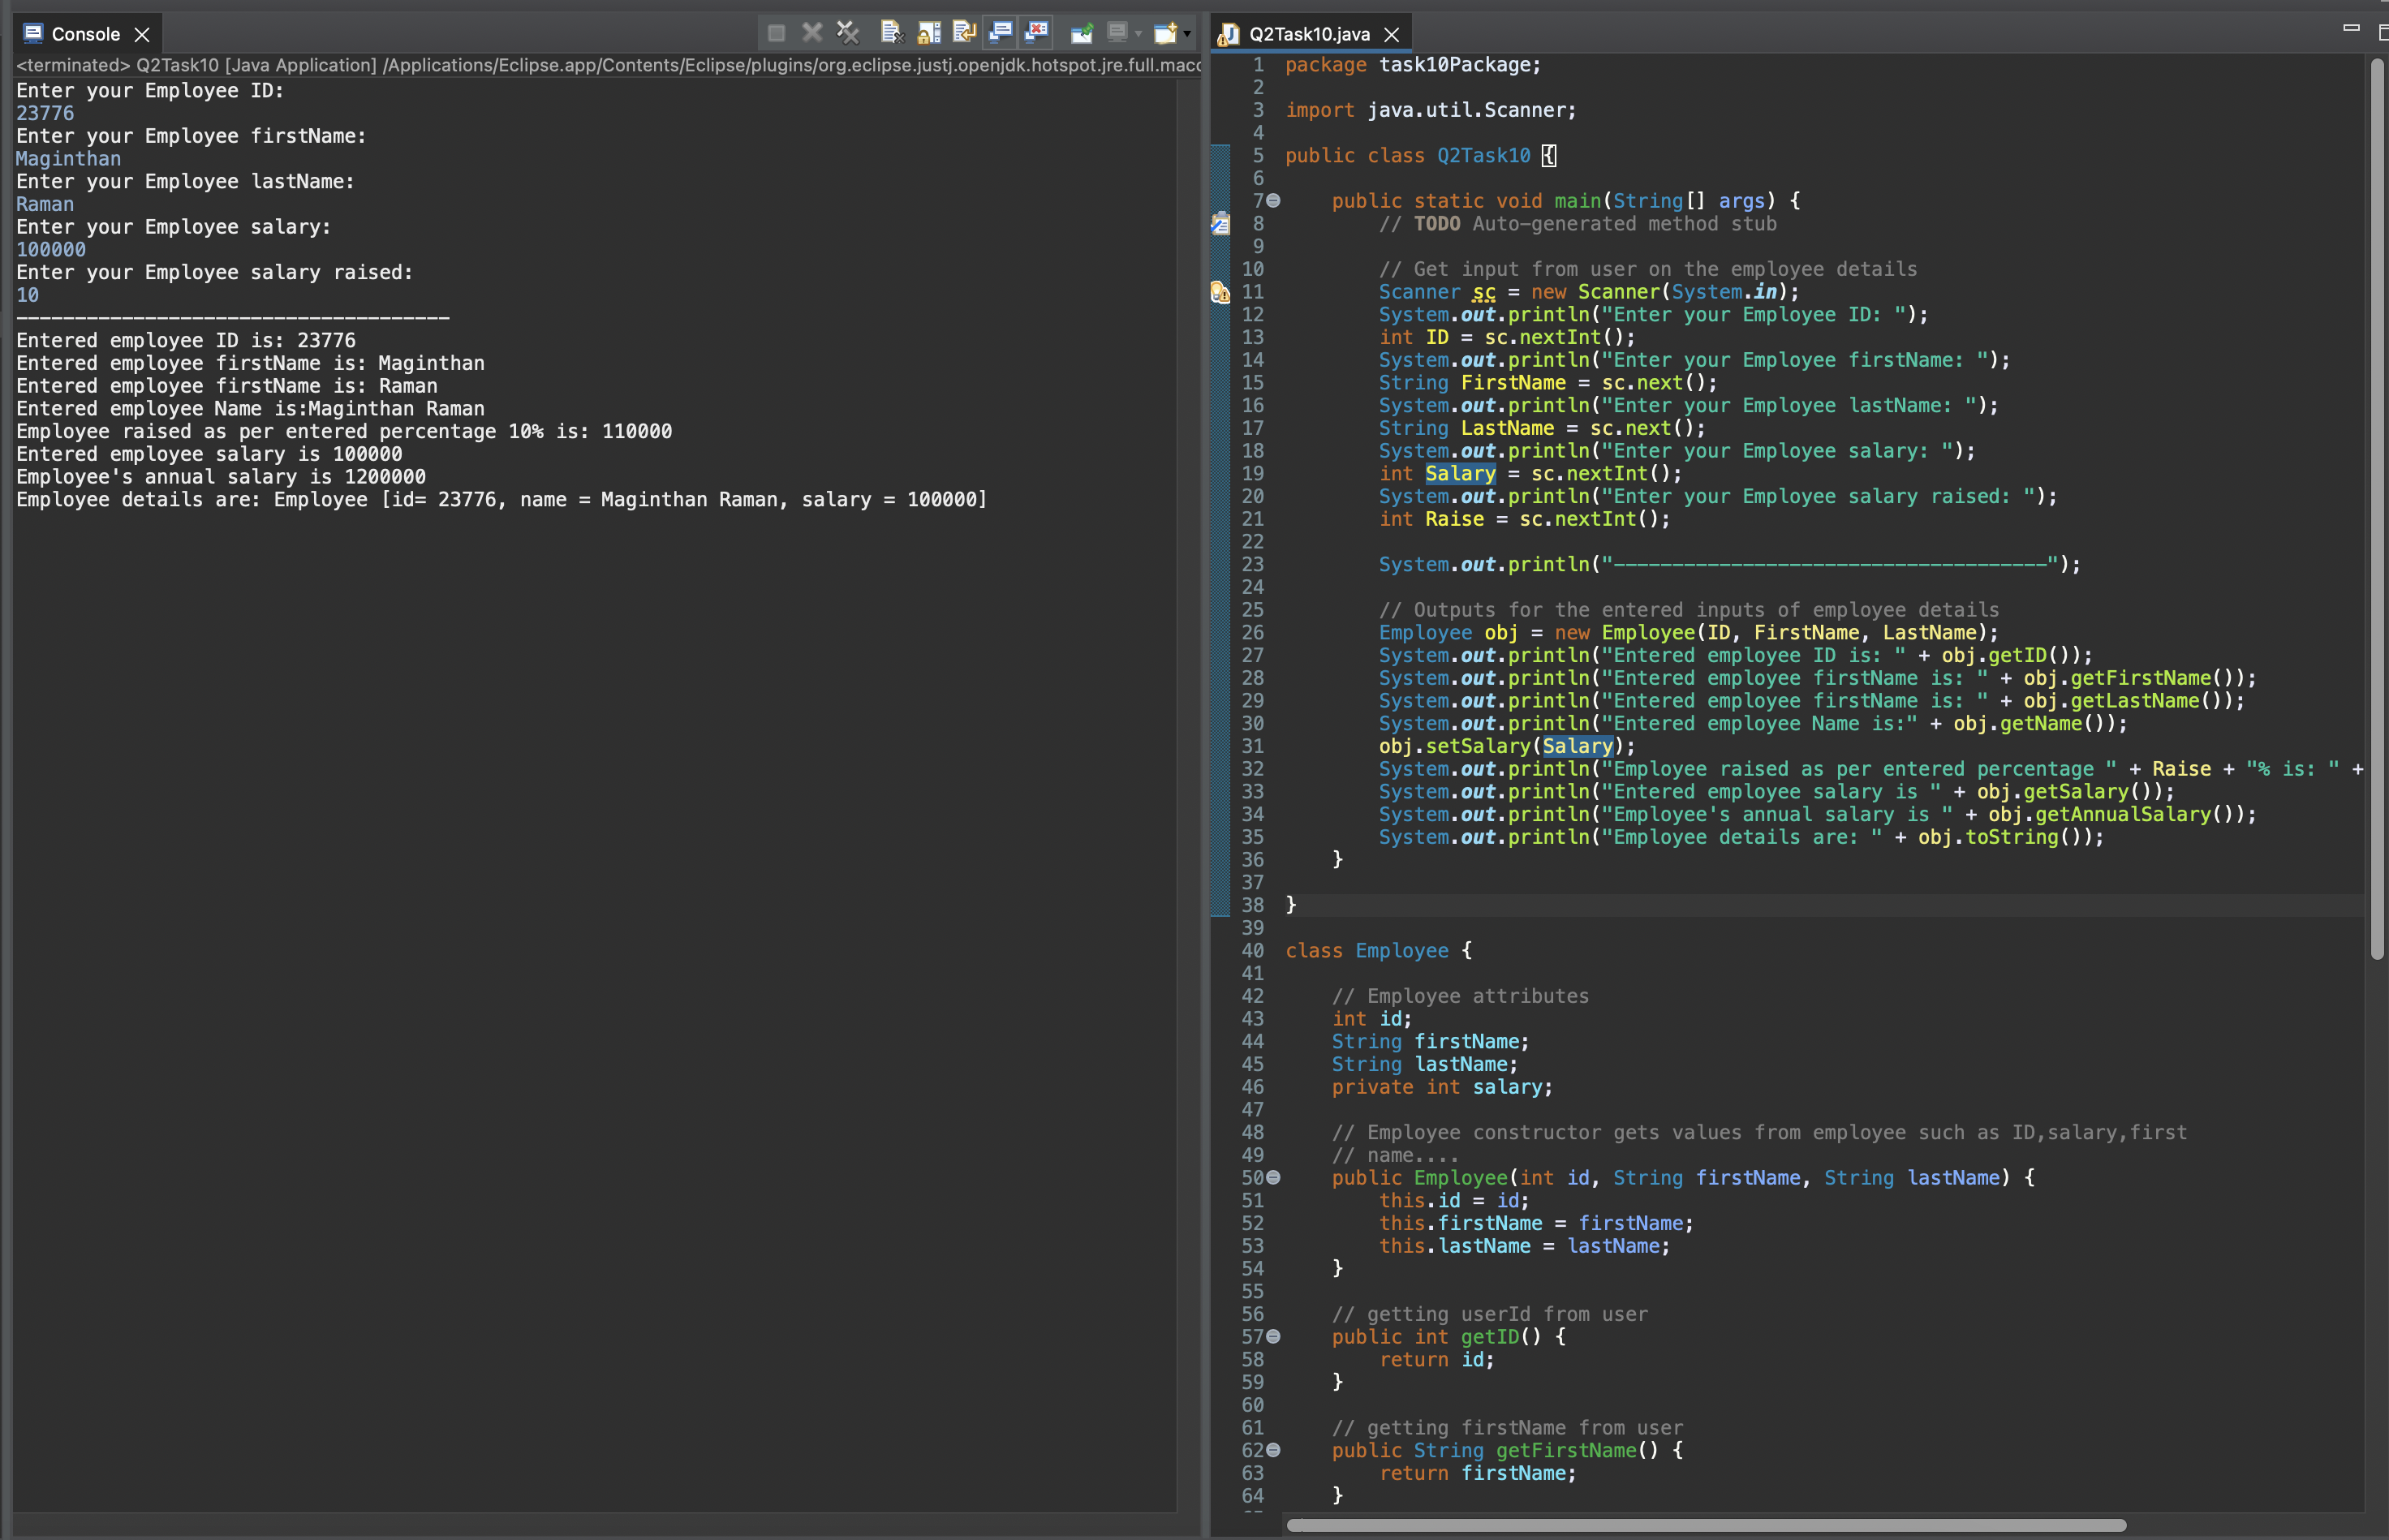 Console
<terminated> Q2Task10 [Java Application] /Applications/Eclipse.app/Contents/Eclipse/plugins/org.eclipse.justj.openjdk.hotspot.jre.full.macc
Enter your Employee ID:
23776
Enter your Employee firstName:
Maginthan
Enter your Employee lastName:
Raman
Enter your Employee salary:
100000
Enter your Employee salary raised:
10
-------------------------------------
Entered employee ID is: 23776
Entered employee firstName is: Maginthan
Entered employee firstName is: Raman
Entered employee Name is:Maginthan Raman
Employee raised as per entered percentage 10% is: 110000
Entered employee salary is 100000
Employee's annual salary is 1200000
Employee details are: Employee [id= 23776, name = Maginthan Raman, salary = 100000]
Q2Task10.java
1 package task10Package;
2
3 import java.util.Scanner;
4
5 public class Q2Task10 {
6
7 public static void main(String[] args) {
8 // TODO Auto-generated method stub
9
10 // Get input from user on the employee details
11 Scanner sc = new Scanner(System.in);
12 System.out.println("Enter your Employee ID: ");
13 int ID = sc.nextInt();
14 System.out.println("Enter your Employee firstName: ");
15 String FirstName = sc.next();
16 System.out.println("Enter your Employee lastName: ");
17 String LastName = sc.next();
18 System.out.println("Enter your Employee salary: ");
19 int Salary = sc.nextInt();
20 System.out.println("Enter your Employee salary raised: ");
21 int Raise = sc.nextInt();
22
23 System.out.println("-------------------------------------");
24
25 // Outputs for the entered inputs of employee details
26 Employee obj = new Employee(ID, FirstName, LastName);
27 System.out.println("Entered employee ID is: " + obj.getID());
28 System.out.println("Entered employee firstName is: " + obj.getFirstName());
29 System.out.println("Entered employee firstName is: " + obj.getLastName());
30 System.out.println("Entered employee Name is:" + obj.getName());
31 obj.setSalary(Salary);
32 System.out.println("Employee raised as per entered percentage " + Raise + "% is: " +
33 System.out.println("Entered employee salary is " + obj.getSalary());
34 System.out.println("Employee's annual salary is " + obj.getAnnualSalary());
35 System.out.println("Employee details are: " + obj.toString());
36 }
37
38 }
39
40 class Employee {
41
42 // Employee attributes
43 int id;
44 String firstName;
45 String lastName;
46 private int salary;
47
48 // Employee constructor gets values from employee such as ID,salary,first
49 // name....
50 public Employee(int id, String firstName, String lastName) {
51 this.id = id;
52 this.firstName = firstName;
53 this.lastName = lastName;
54 }
55
56 // getting userId from user
57 public int getID() {
58 return id;
59 }
60
61 // getting firstName from user
62 public String getFirstName() {
63 return firstName;
64 }